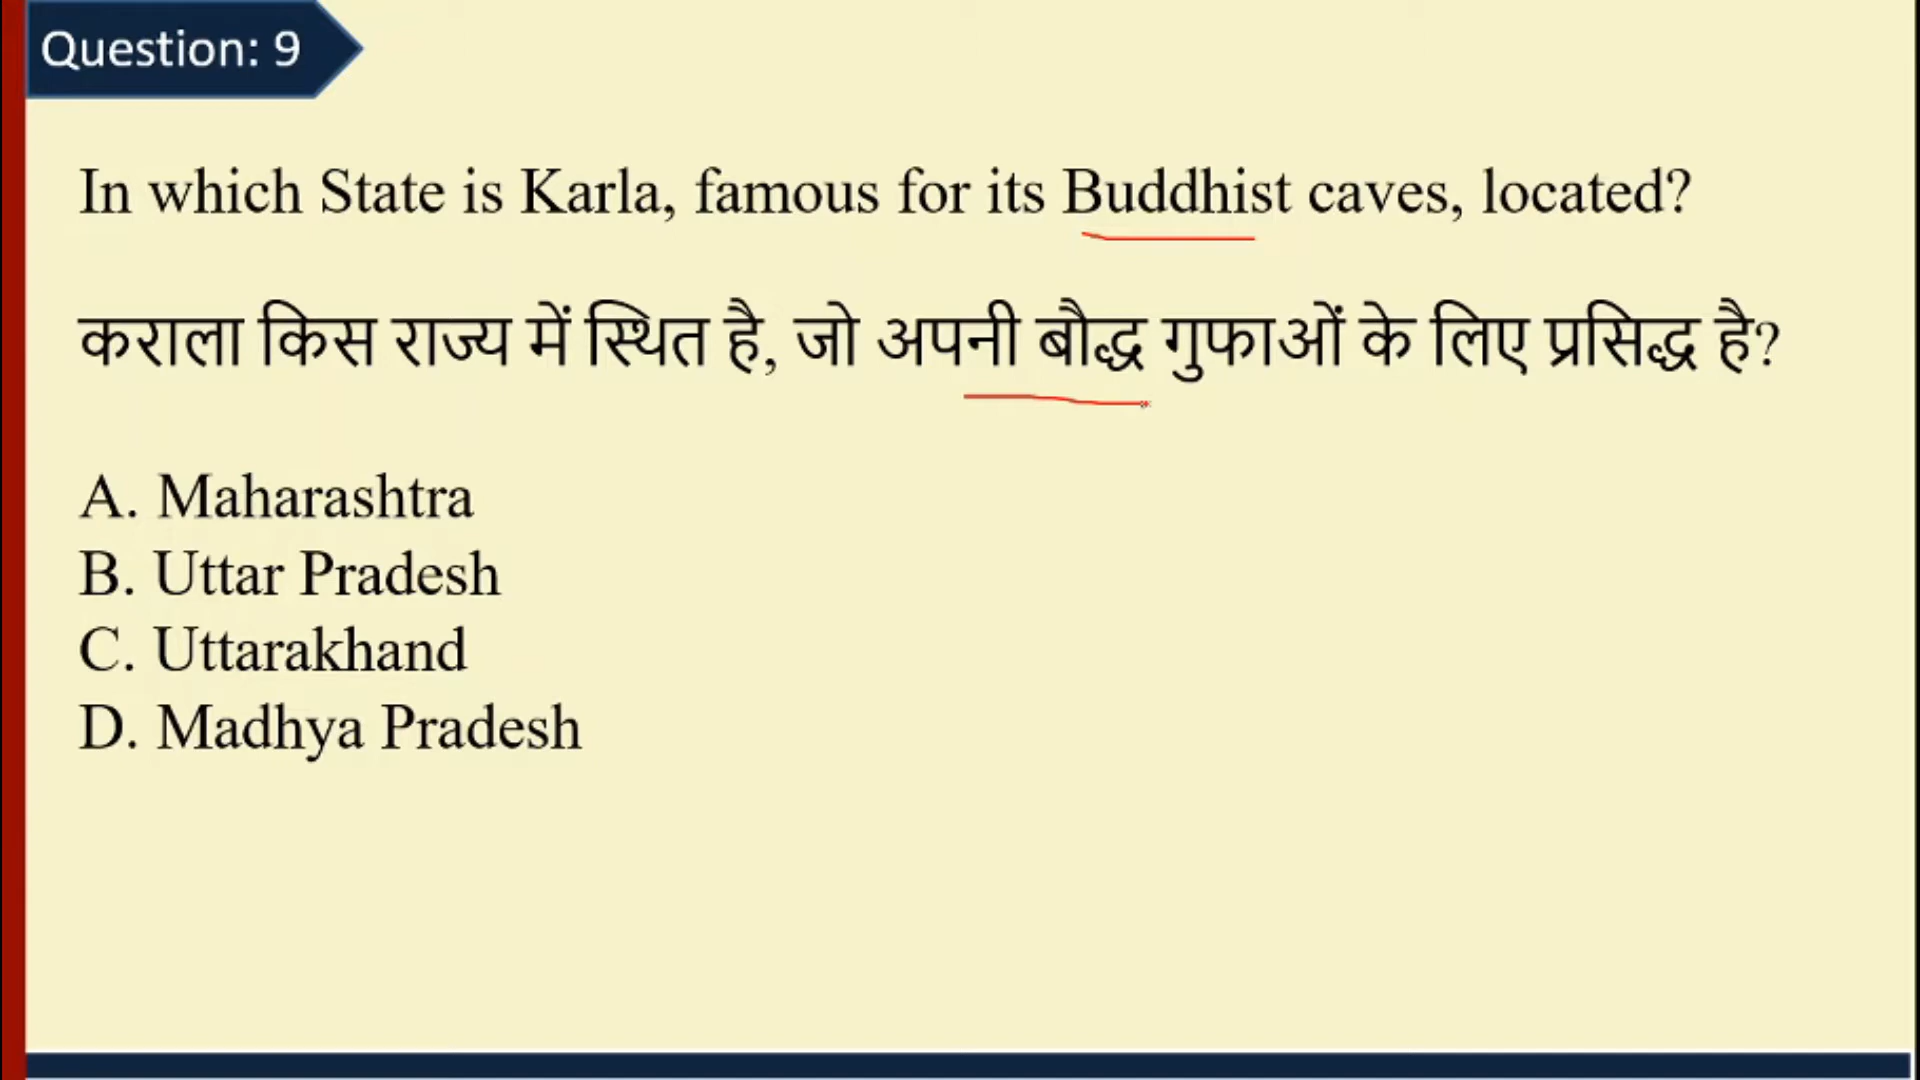 Question: 9
In which State is Karla, famous for its Buddhist caves, located?
कराला किस राज्य में स्थित है, जो अपनी बौद्ध गुफाओं के लिए प्रसिद्ध है?
A. Maharashtra
B. Uttar Pradesh
C. Uttarakhand
D. Madhya Pradesh